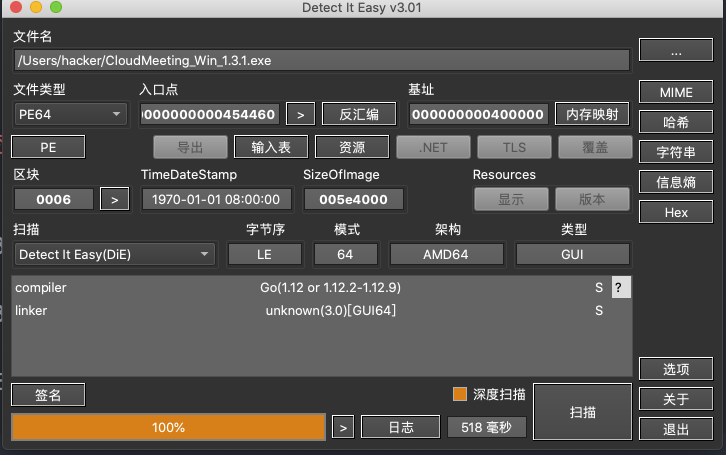 Detect It Easy v3.01
文件名
/Users/hacker/CloudMeeting_Win_1.3.1.exe
...
文件类型 入口点 基址
PE64 000000000454460 > 反汇编 000000000400000 内存映射 MIME
PE 导出 输入表 资源 .NET TLS 覆盖 哈希
区块 TimeDateStamp SizeOfImage Resources 字符串
0006 > 1970-01-01 08:00:00 005e4000 显示 版本 信息熵
扫描 字节序 模式 架构 类型 Hex
Detect It Easy(DiE) LE 64 AMD64 GUI
compiler Go(1.12 or 1.12.2-1.12.9) S ?
linker unknown(3.0)[GUI64] S
选项
签名 深度扫描 扫描 关于
100% > 日志 518 毫秒 退出